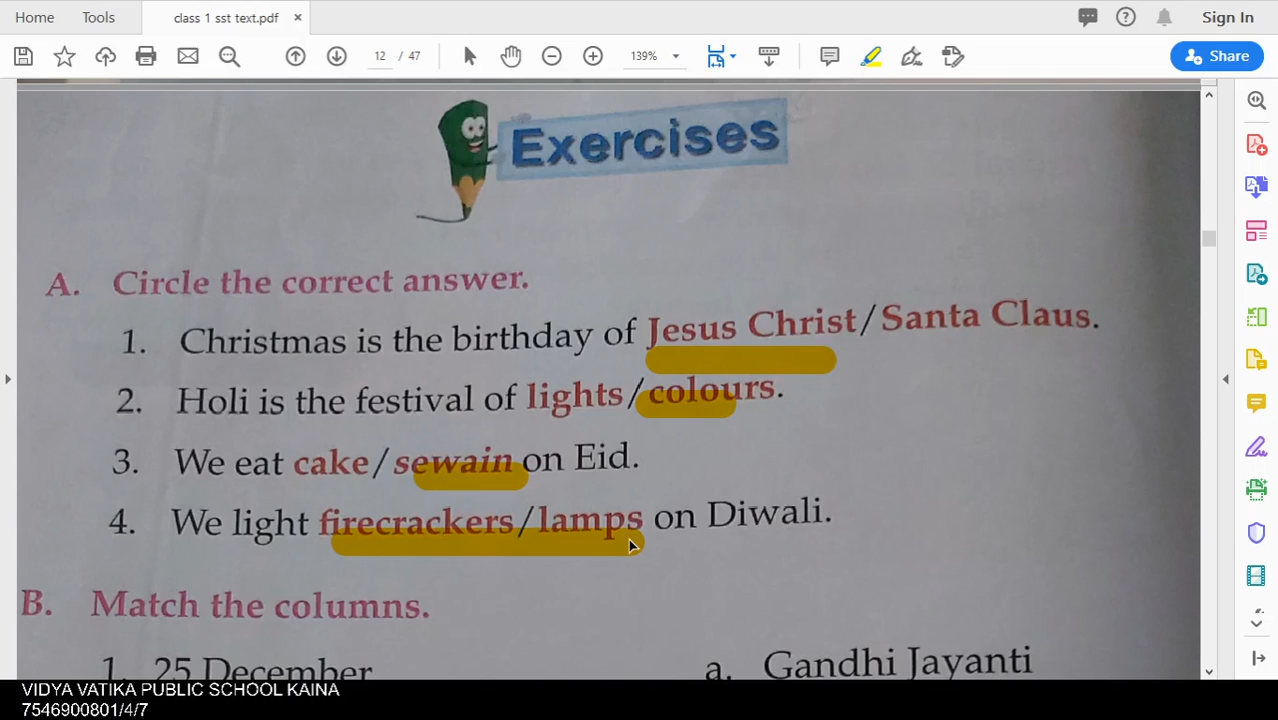 Home Tools class 1 sst text.pdf × Sign In
12 / 47 139% Share
Exercises
A. Circle the correct answer.
1. Christmas is the birthday of Jesus Christ/Santa Claus.
2. Holi is the festival of lights/colours.
3. We eat cake/sewain on Eid.
4. We light firecrackers/lamps on Diwali.
B. Match the columns.
1. 25 December a. Gandhi Jayanti
VIDYA VATIKA PUBLIC SCHOOL KAINA
7546900801/4/7